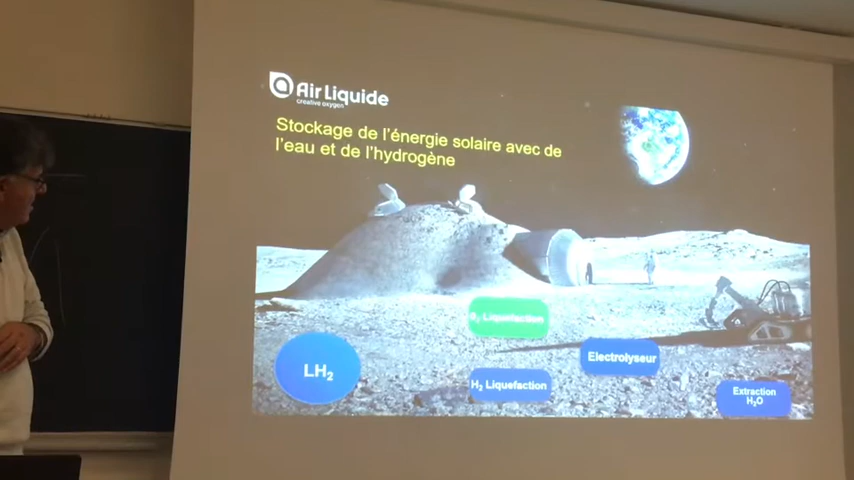 Air Liquide
creative oxygen
Stockage de l'énergie solaire avec de
l'eau et de l'hydrogène
O₂ Liquefaction
LH₂
Electrolyseur
H₂ Liquefaction
Extraction
H₂O